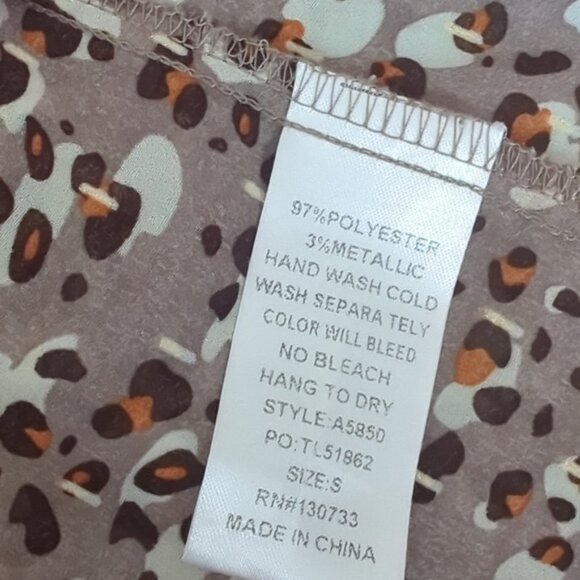 97%POLYESTER
3%METALLIC
HAND WASH COLD
WASH SEPARA TELY
COLOR WILL BLEED
NO BLEACH
HANG TO DRY
STYLE:A5850
PO:TL51862
SIZE:S
RN#130733
MADE IN CHINA